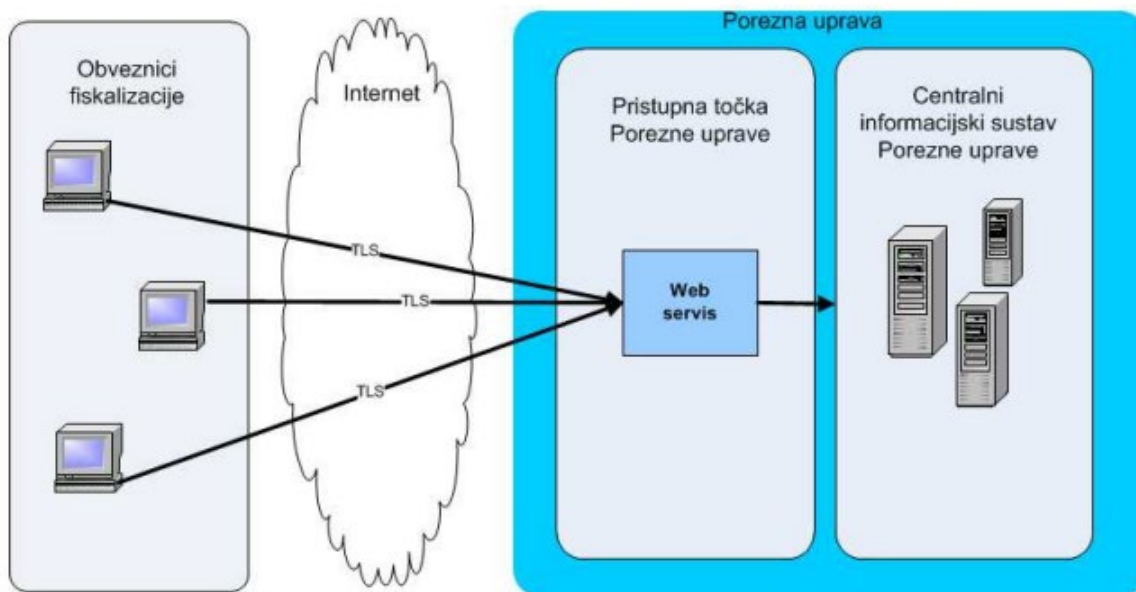 Porezna uprava
Obveznici
fiskalizacije
Internet
Pristupna točka
Porezne uprave
Centralni
informacijski sustav
Porezne uprave
TLS
TLS
TLS
Web
servis